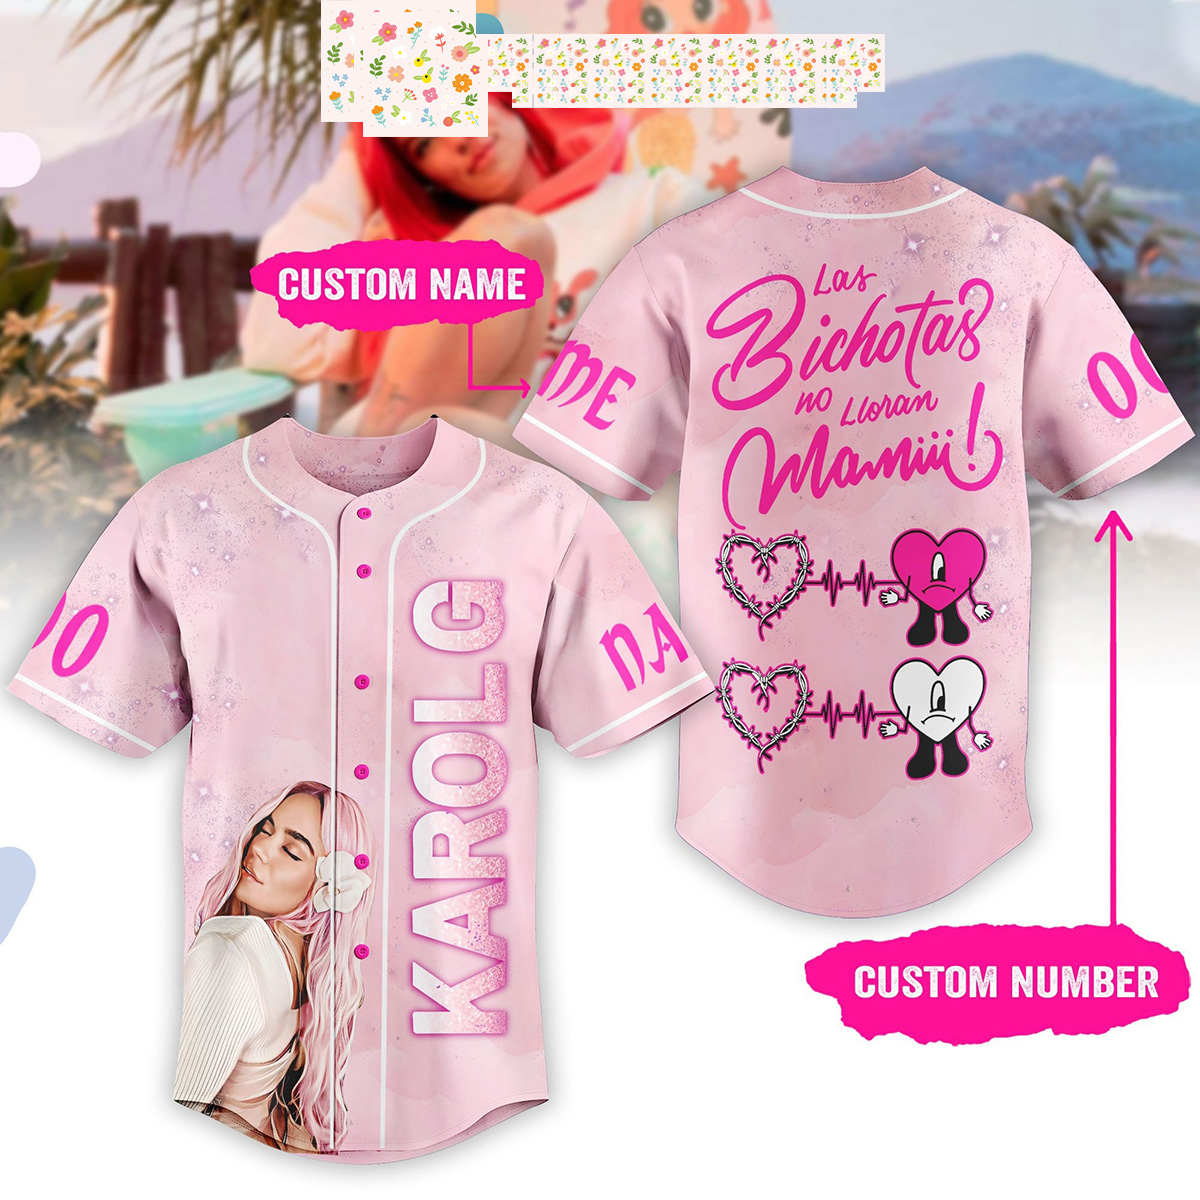 CUSTOM NAME
ME
Las
Bichotas
no Lloran
Mamiii!
00
00
NA
KAROL G
CUSTOM NUMBER